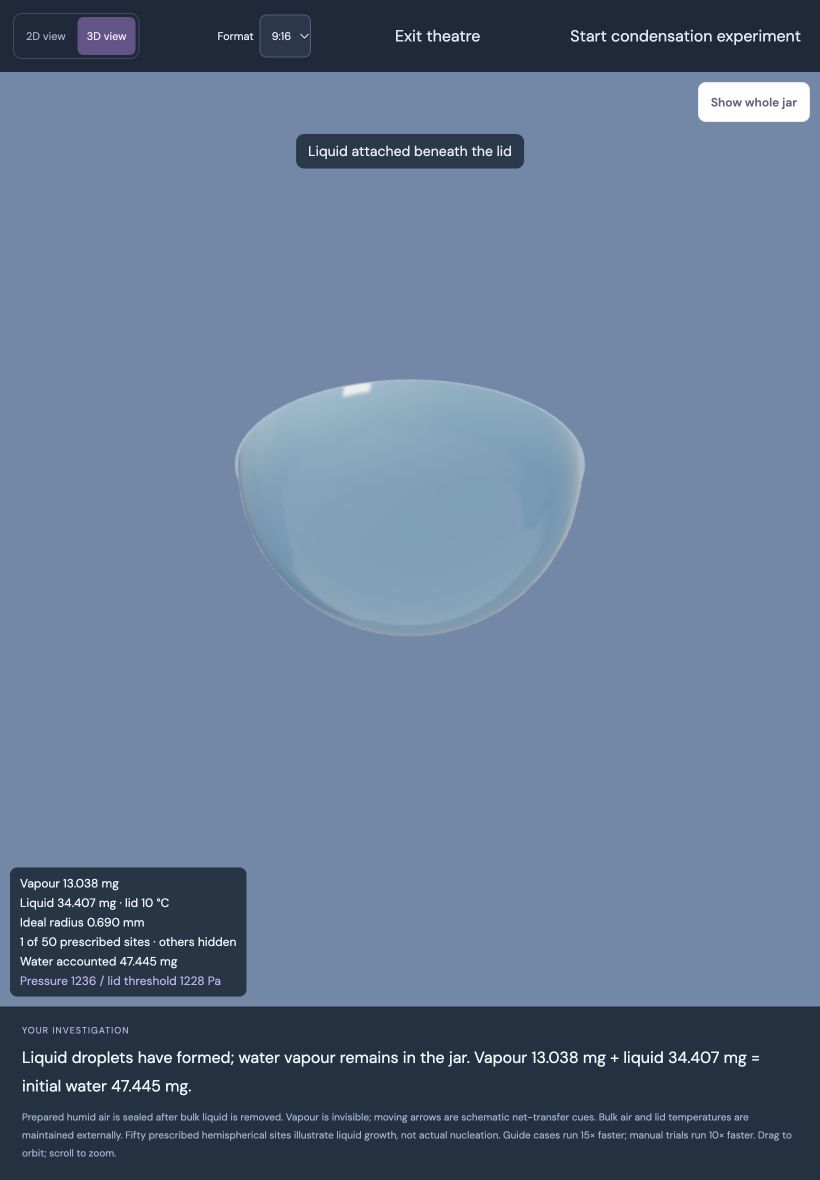 2D view
3D view
Format
9:16
Exit theatre
Start condensation experiment
Show whole jar
Liquid attached beneath the lid
Vapour 13.038 mg
Liquid 34.407 mg · lid 10 °C
Ideal radius 0.690 mm
1 of 50 prescribed sites · others hidden
Water accounted 47.445 mg
Pressure 1236 / lid threshold 1228 Pa
YOUR INVESTIGATION
Liquid droplets have formed; water vapour remains in the jar. Vapour 13.038 mg + liquid 34.407 mg =
initial water 47.445 mg.
Prepared humid air is sealed after bulk liquid is removed. Vapour is invisible; moving arrows are schematic net-transfer cues. Bulk air and lid temperatures are
maintained externally. Fifty prescribed hemispherical sites illustrate liquid growth, not actual nucleation. Guide cases run 15× faster; manual trials run 10× faster. Drag to
orbit; scroll to zoom.